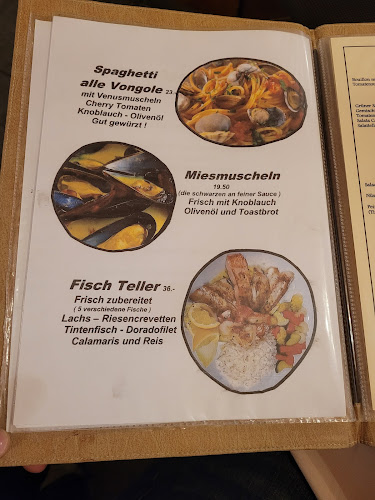 Spaghetti
alle Vongole 23.-
mit Venusmuscheln
Cherry Tomaten
Knoblauch - Olivenöl
Gut gewürzt !
Miesmuscheln
19.50
(die schwarzen an feiner Sauce )
Frisch mit Knoblauch
Olivenöl und Toastbrot
Fisch Teller 36.-
Frisch zubereitet
( 5 verschiedene Fische )
Lachs – Riesencrevetten
Tintenfisch - Doradofilet
Calamaris und Reis
Bouillon